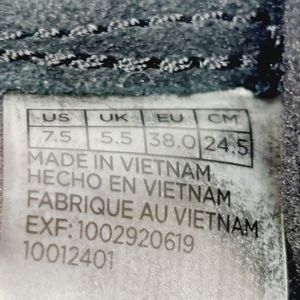 US UK EU CM
7.5 5.5 38.0 24.5
MADE IN VIETNAM
HECHO EN VIETNAM
FABRIQUE AU VIETNAM
EXF: 1002920619
10012401